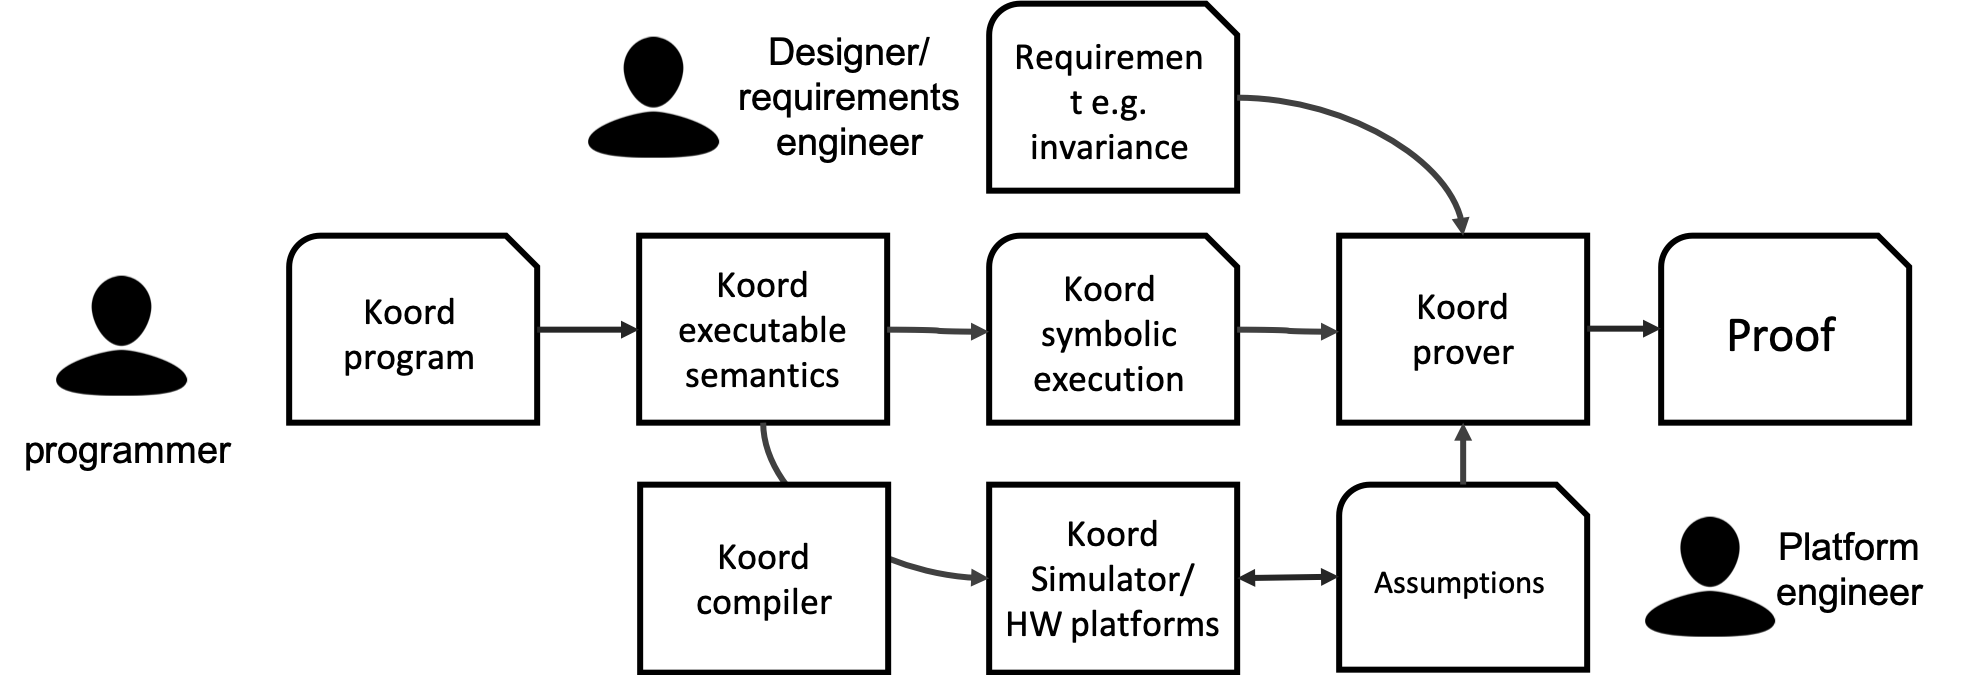 Designer/
requirements
engineer
Requiremen
t e.g.
invariance
programmer
Koord
program
Koord
executable
semantics
Koord
symbolic
execution
Koord
prover
Proof
Koord
compiler
Koord
Simulator/
HW platforms
Assumptions
Platform
engineer